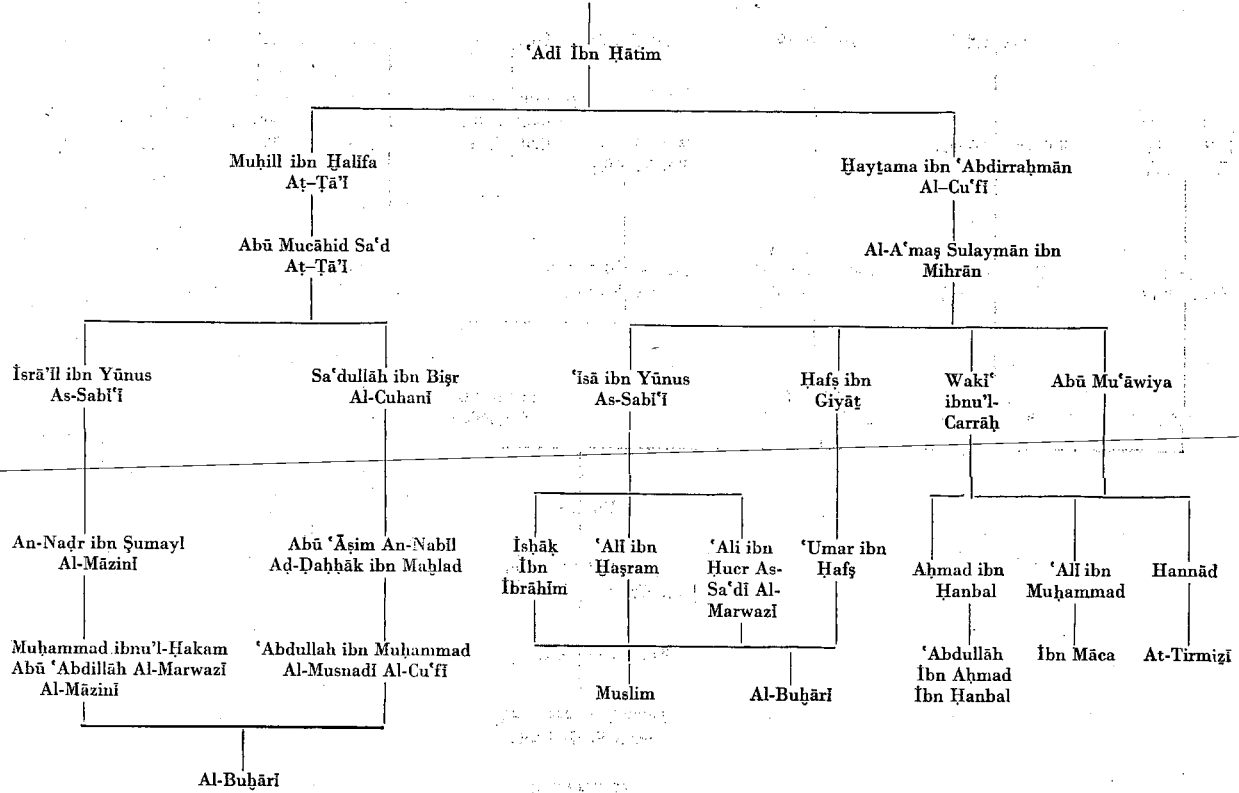 ʿAdī İbn Ḥātim
Muḥill ibn Ḫalīfa
Aṭ–Ṭā’ī
Ḫayṯama ibn ʿAbdirraḥmān
Al–Cuʿfī
Abū Mucāhid Saʿd
Aṭ–Ṭā’ī
Al-Aʿmaş Sulaymān ibn
Mihrān
İsrā’īl ibn Yūnus
As-Sabīʿī
Saʿdullāh ibn Bişr
Al-Cuhanī
ʿīsā ibn Yūnus
As-Sabīʿī
Ḥafṣ ibn
Giyāṯ
Wakīʿ
ibnu’l-
Carrāḥ
Abū Muʿāwiya
An-Naḍr ibn Şumayl
Al-Māzinī
Abū ʿĀṣim An-Nabīl
Aḍ-Ḍaḥḥāk ibn Maḫlad
İsḥāḳ
İbn
İbrāhīm
ʿAlī ibn
Ḫaşram
ʿAli ibn
Ḥucr As-
Saʿdī Al-
Marwazī
ʿUmar ibn
Ḥafṣ
Aḥmad ibn
Ḥanbal
ʿAlī ibn
Muḥammad
Hannād
Muḥammad ibnu’l-Ḥakam
Abū ʿAbdillāh Al-Marwazī
Al-Māzinī
ʿAbdullah ibn Muḥammad
Al-Musnadī Al-Cuʿfī
Muslim
Al-Buḫārī
ʿAbdullāh
İbn Aḥmad
İbn Ḥanbal
İbn Māca
At-Tirmiẕī
Al-Buḫārī